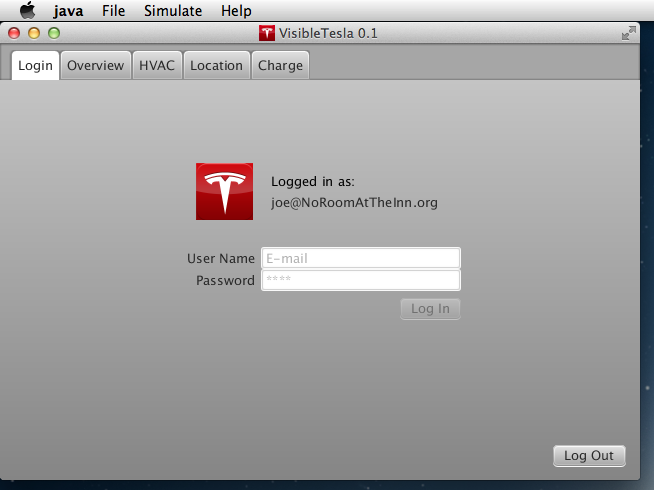 java File Simulate Help
VisibleTesla 0.1
Login Overview HVAC Location Charge
Logged in as:
joe@NoRoomAtTheInn.org
User Name E-mail
Password ****
Log In
Log Out